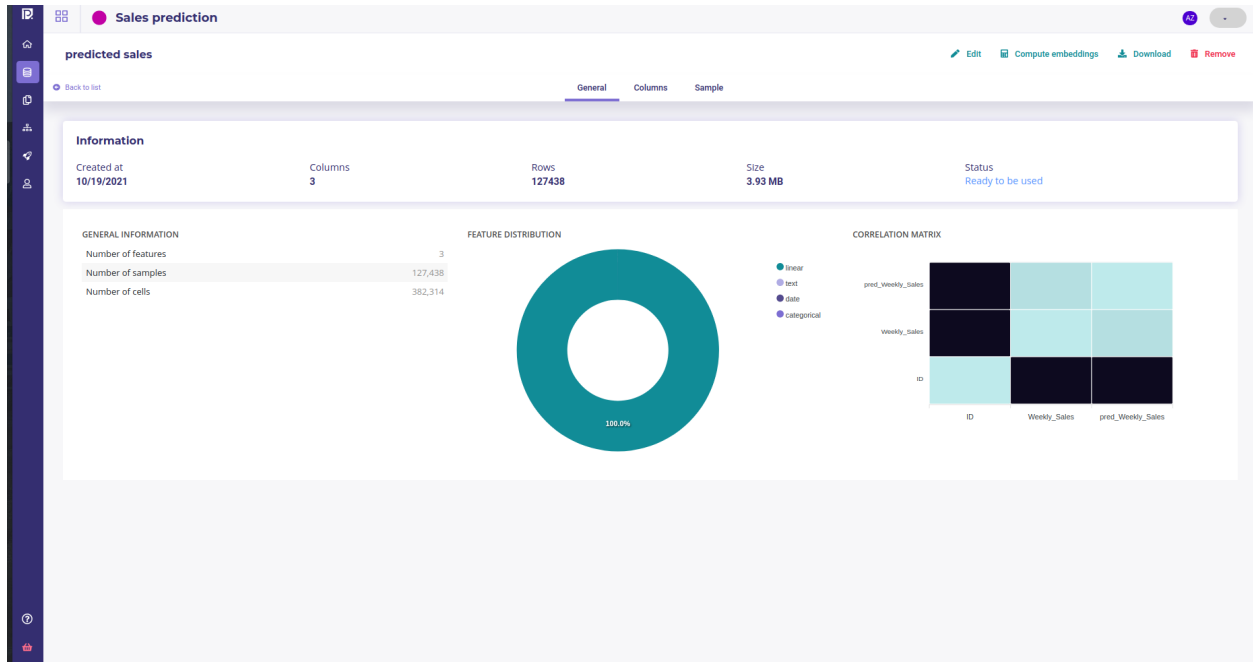 Sales prediction
AZ
predicted sales
Edit Compute embeddings Download Remove
Back to list
General Columns Sample
Information
Created at Columns Rows Size Status
10/19/2021 3 127438 3.93 MB Ready to be used
GENERAL INFORMATION
Number of features 3
Number of samples 127,438
Number of cells 382,314
FEATURE DISTRIBUTION
100.0%
linear
text
date
categorical
CORRELATION MATRIX
pred_Weekly_Sales
Weekly_Sales
ID
ID Weekly_Sales pred_Weekly_Sales